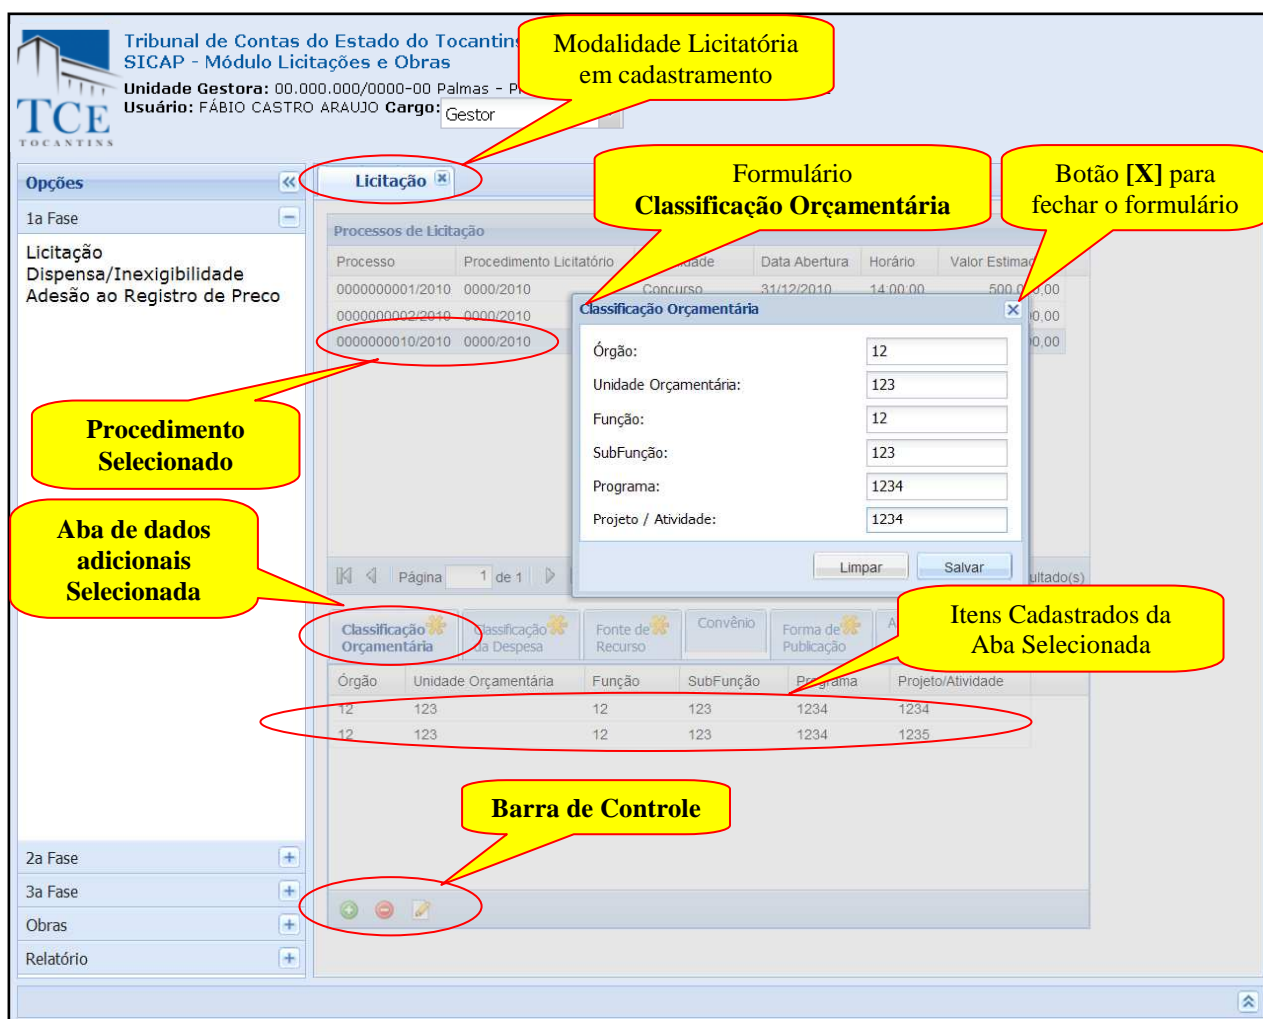 Tribunal de Contas do Estado do Tocantins
SICAP - Módulo Licitações e Obras
Unidade Gestora: 00.000.000/0000-00 Palmas - P
Usuário: FÁBIO CASTRO ARAUJO Cargo: Gestor
TCE
TOCANTINS
Modalidade Licitatória
em cadastramento
Formulário
Classificação Orçamentária
Botão [X] para
fechar o formulário
Opções
Licitação
1a Fase
Licitação
Dispensa/Inexigibilidade
Adesão ao Registro de Preco
Processos de Licitação
Processo Procedimento Licitatório Data Abertura Horário Valor Estimad
0000000001/2010 0000/2010 Concurso 31/12/2010 14:00:00
0000000002/2010 0000/2010
0000000010/2010 0000/2010
Classificação Orçamentária
Órgão: 12
Unidade Orçamentária: 123
Função: 12
SubFunção: 123
Programa: 1234
Projeto / Atividade: 1234
Limpar Salvar
Procedimento
Selecionado
Aba de dados
adicionais
Selecionada
Página 1 de 1
Itens Cadastrados da
Aba Selecionada
Classificação
Orçamentária
Classificação
da Despesa
Fonte de
Recurso
Convênio
Forma de
Publicação
Órgão Unidade Orçamentária Função SubFunção Programa Projeto/Atividade
12 123 12 123 1234 1234
12 123 12 123 1234 1235
Barra de Controle
2a Fase
3a Fase
Obras
Relatório